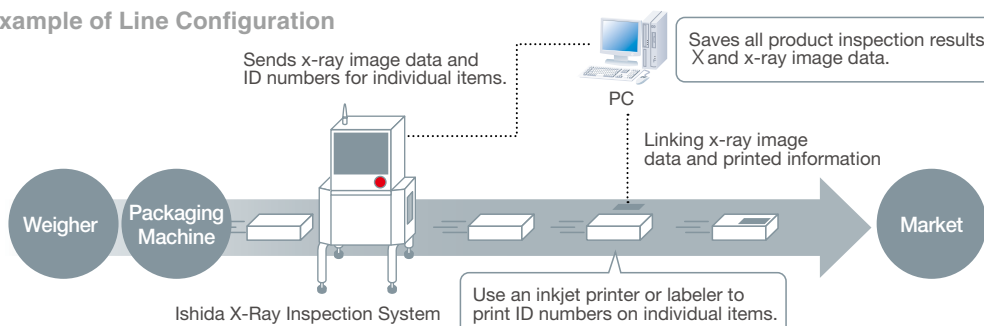 xample of Line Configuration
Sends x-ray image data and
ID numbers for individual items.
Saves all product inspection results
X and x-ray image data.
PC
Linking x-ray image
data and printed information
Weigher
Packaging
Machine
Market
Ishida X-Ray Inspection System
Use an inkjet printer or labeler to
print ID numbers on individual items.